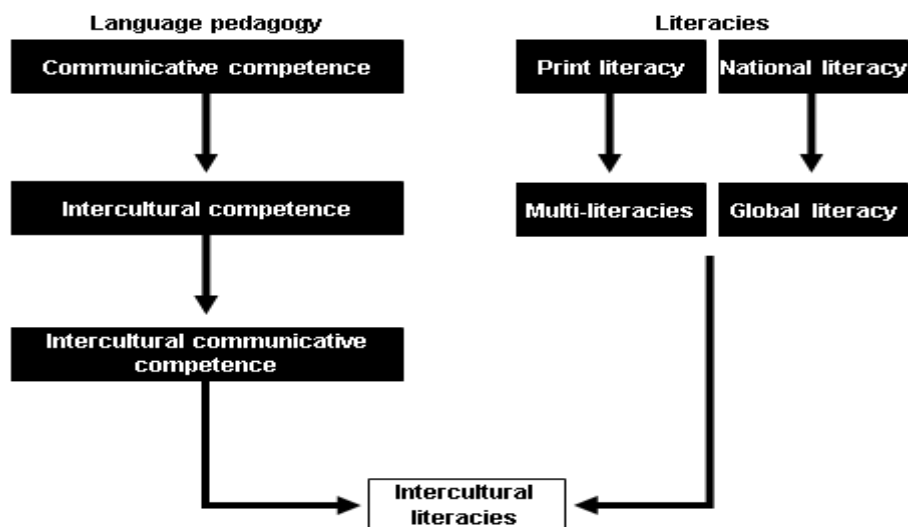 Language pedagogy
Literacies
Communicative competence
Print literacy
National literacy
Intercultural competence
Multi-literacies
Global literacy
Intercultural communicative
competence
Intercultural
literacies